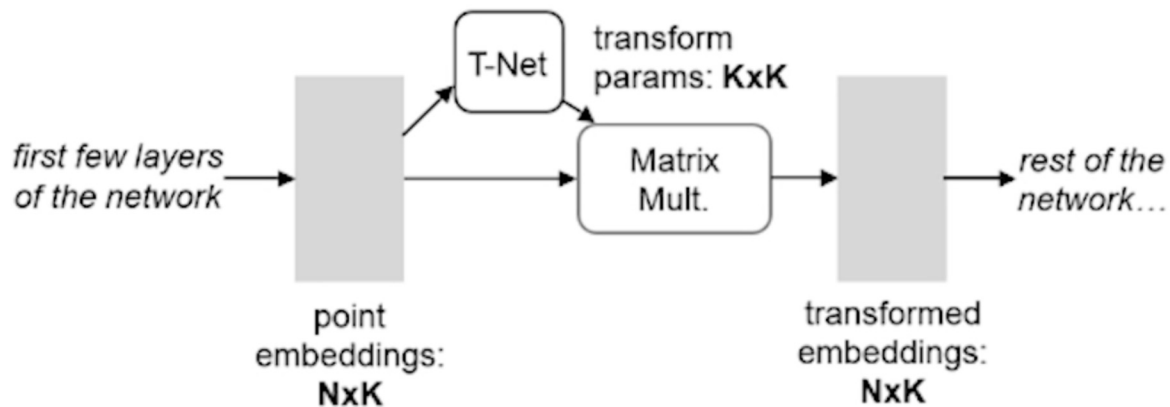 first few layers
of the network
point
embeddings:
NxK
T-Net
transform
params: KxK
Matrix
Mult.
transformed
embeddings:
NxK
rest of the
network…